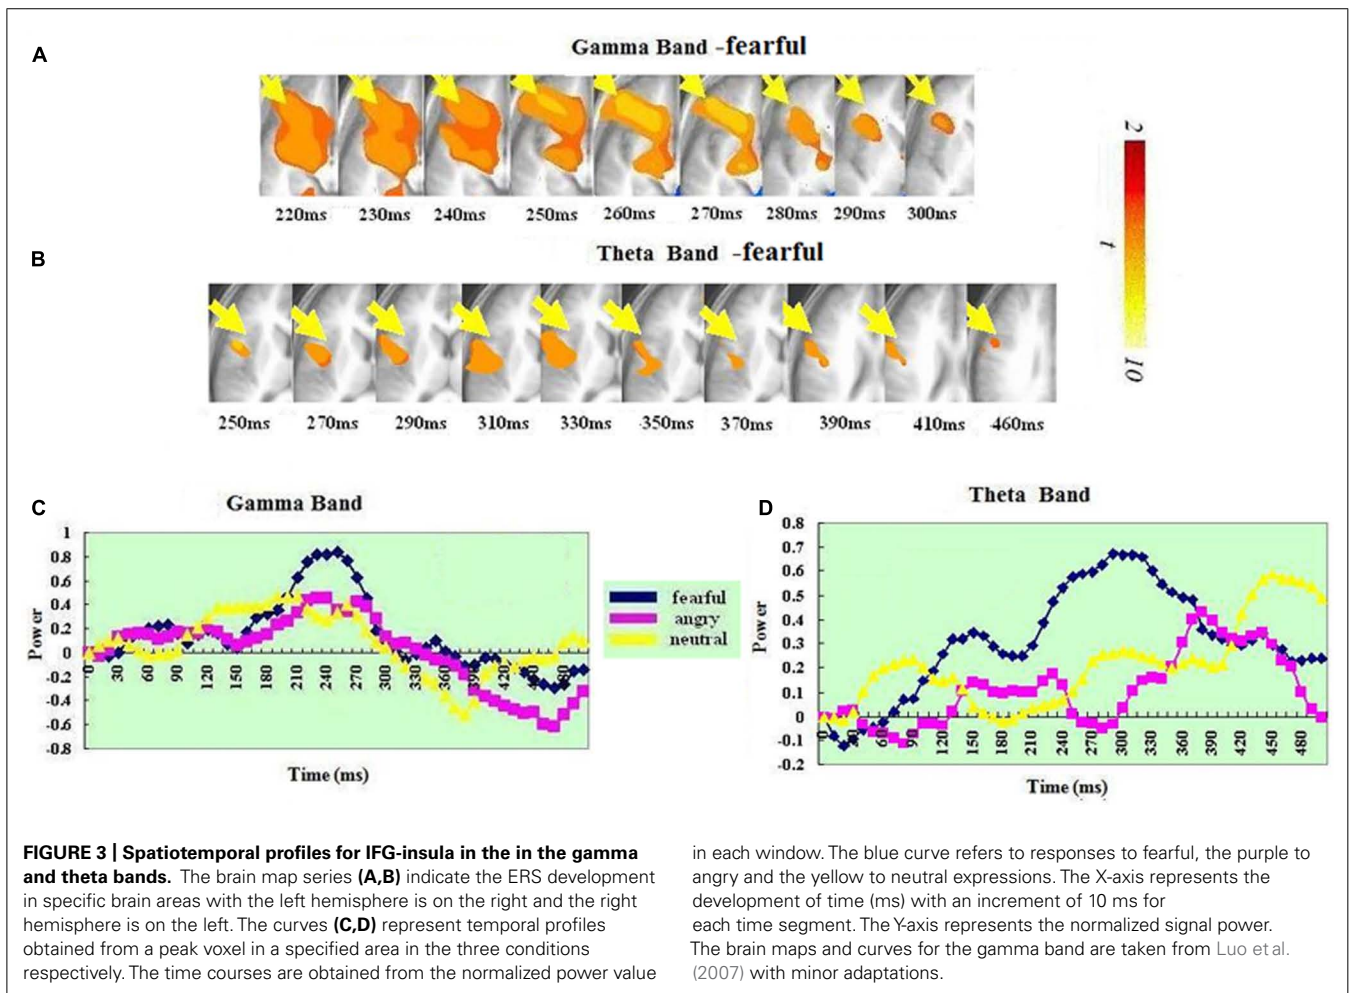 A
Gamma Band -fearful
220ms 230ms 240ms 250ms 260ms 270ms 280ms 290ms 300ms
2
t
10
B
Theta Band -fearful
250ms 270ms 290ms 310ms 330ms 350ms 370ms 390ms 410ms 460ms
C
Gamma Band
1
0.8
0.6
0.4
0.2
0
-0.2
-0.4
-0.6
-0.8
Power
0 30 60 90 120 150 180 210 240 270 300 330 360 390 420 480
Time (ms)
fearful
angry
neutral
D
Theta Band
0.8
0.7
0.6
0.5
0.4
0.3
0.2
0.1
0
-0.1
-0.2
Power
0 30 60 90 120 150 180 210 240 270 300 330 360 390 420 450 480
Time (ms)
FIGURE 3 | Spatiotemporal profiles for IFG-insula in the in the gamma
and theta bands. The brain map series (A,B) indicate the ERS development
in specific brain areas with the left hemisphere is on the right and the right
hemisphere is on the left. The curves (C,D) represent temporal profiles
obtained from a peak voxel in a specified area in the three conditions
respectively. The time courses are obtained from the normalized power value
in each window. The blue curve refers to responses to fearful, the purple to
angry and the yellow to neutral expressions. The X-axis represents the
development of time (ms) with an increment of 10 ms for
each time segment. The Y-axis represents the normalized signal power.
The brain maps and curves for the gamma band are taken from Luo et al.
(2007) with minor adaptations.